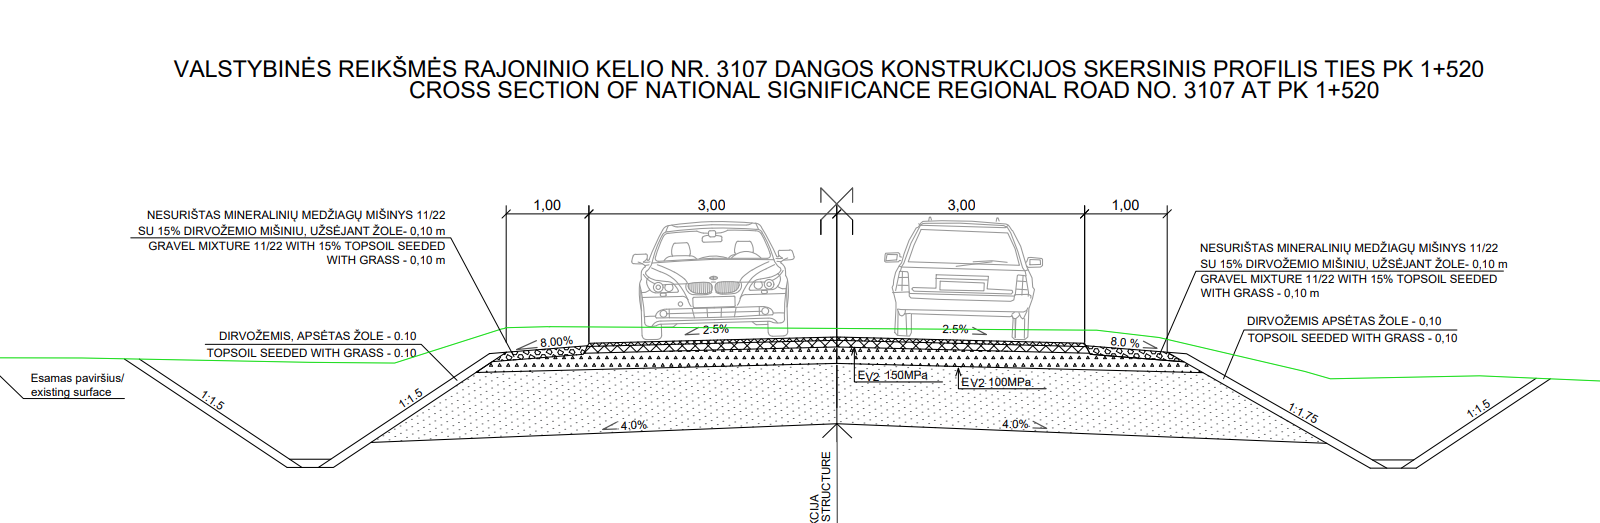 VALSTYBINĖS REIKŠMĖS RAJONINIO KELIO NR. 3107 DANGOS KONSTRUKCIJOS SKERSINIS PROFILIS TIES PK 1+520
CROSS SECTION OF NATIONAL SIGNIFICANCE REGIONAL ROAD NO. 3107 AT PK 1+520
1,00
3,00
3,00
1,00
NESURIŠTAS MINERALINIŲ MEDŽIAGŲ MIŠINYS 11/22
SU 15% DIRVOŽEMIO MIŠINIU, UŽSĖJANT ŽOLE- 0,10 m
GRAVEL MIXTURE 11/22 WITH 15% TOPSOIL SEEDED
WITH GRASS - 0,10 m
NESURIŠTAS MINERALINIŲ MEDŽIAGŲ MIŠINYS 11/22
SU 15% DIRVOŽEMIO MIŠINIU, UŽSĖJANT ŽOLE- 0,10 m
GRAVEL MIXTURE 11/22 WITH 15% TOPSOIL SEEDED
WITH GRASS - 0,10 m
DIRVOŽEMIS, APSĖTAS ŽOLE - 0.10
TOPSOIL SEEDED WITH GRASS - 0.10
DIRVOŽEMIS APSĖTAS ŽOLE - 0,10
TOPSOIL SEEDED WITH GRASS - 0,10
8.00%
2.5%
2.5%
8.0 %
Esamas paviršius/
existing surface
EV2 150MPa
EV2 100MPa
1:1.5
1:1.5
1:1.75
1:1.5
4.0%
4.0%
KCIJA
STRUCTURE